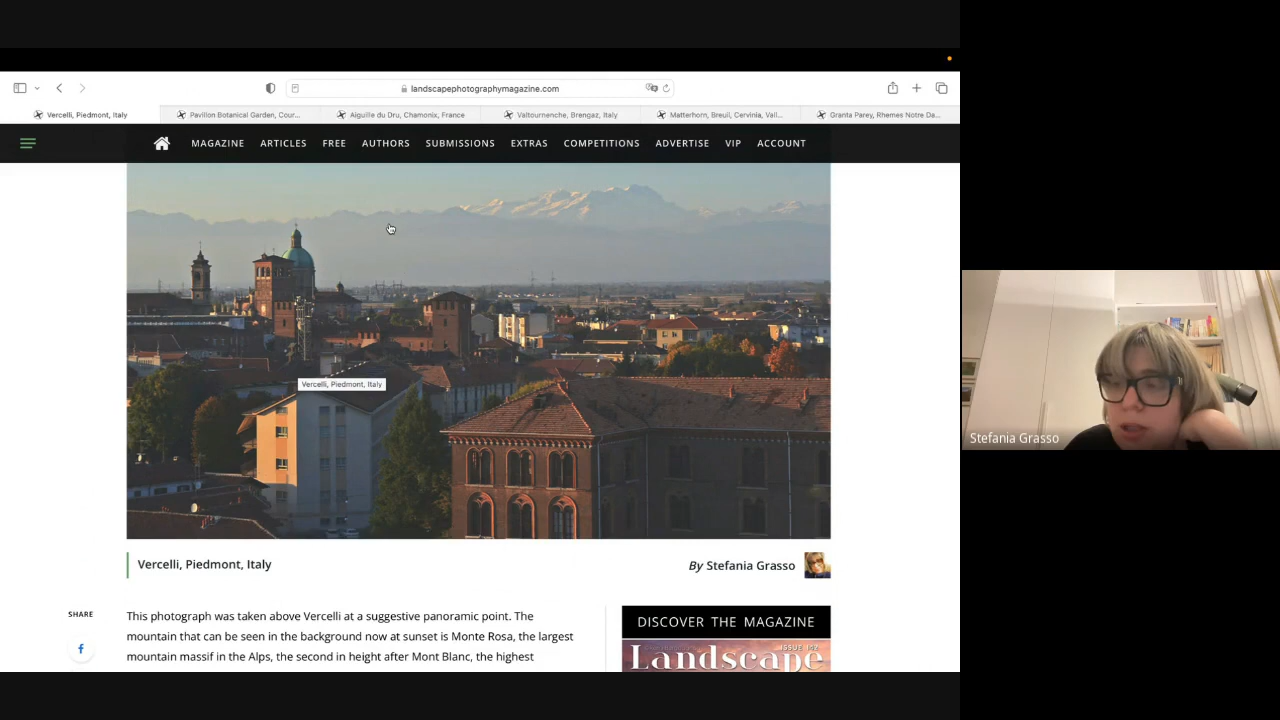 landscapephotographymagazine.com
Vercelli, Piedmont, Italy
Pavillon Botanical Garden, Cour...
Aiguille du Dru, Chamonix, France
Valtournenche, Brengaz, Italy
Matterhorn, Breuil, Cervinia, Vall...
Granta Parey, Rhemes Notre Da...
MAGAZINE ARTICLES FREE AUTHORS SUBMISSIONS EXTRAS COMPETITIONS ADVERTISE VIP ACCOUNT
Vercelli, Piedmont, Italy
Stefania Grasso
Vercelli, Piedmont, Italy
By Stefania Grasso
SHARE
This photograph was taken above Vercelli at a suggestive panoramic point. The
mountain that can be seen in the background now at sunset is Monte Rosa, the largest
mountain massif in the Alps, the second in height after Mont Blanc, the highest
DISCOVER THE MAGAZINE
Landscape